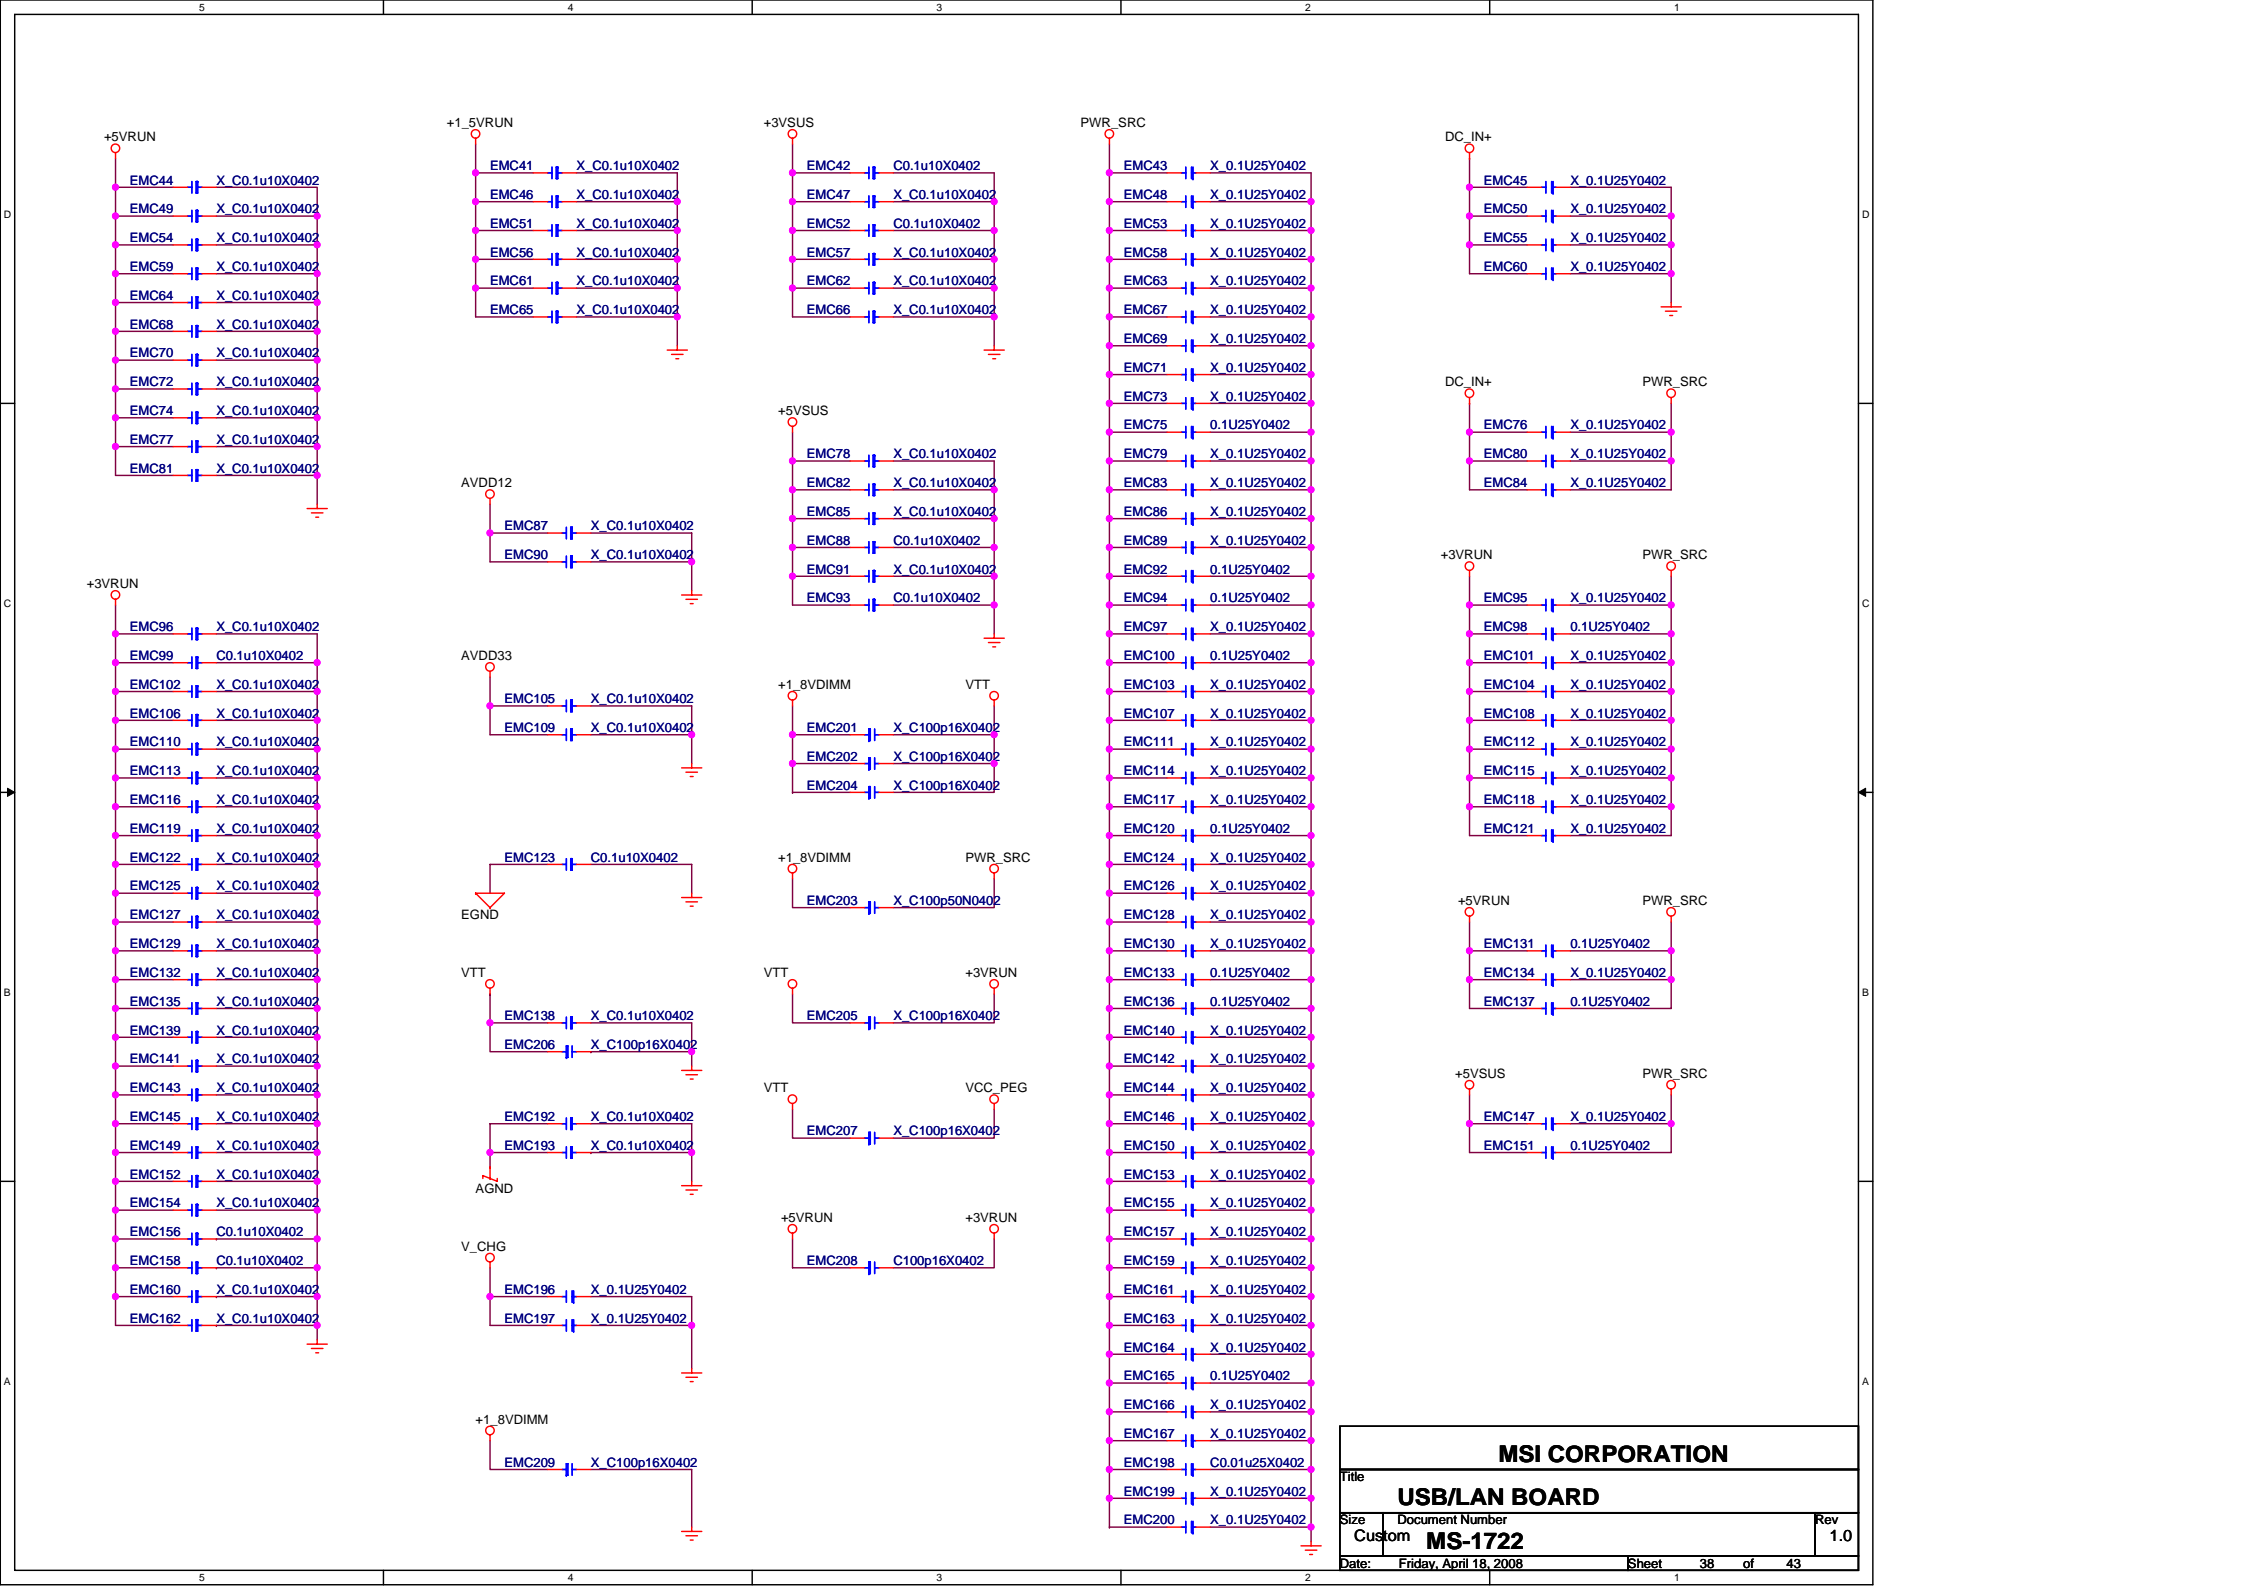 5 4 3 2 1
+5VRUN
EMC44 X_C0.1u10X0402
EMC49 X_C0.1u10X0402
EMC54 X_C0.1u10X0402
EMC59 X_C0.1u10X0402
EMC64 X_C0.1u10X0402
EMC68 X_C0.1u10X0402
EMC70 X_C0.1u10X0402
EMC72 X_C0.1u10X0402
EMC74 X_C0.1u10X0402
EMC77 X_C0.1u10X0402
EMC81 X_C0.1u10X0402
+3VRUN
EMC96 X_C0.1u10X0402
EMC99 C0.1u10X0402
EMC102 X_C0.1u10X0402
EMC106 X_C0.1u10X0402
EMC110 X_C0.1u10X0402
EMC113 X_C0.1u10X0402
EMC116 X_C0.1u10X0402
EMC119 X_C0.1u10X0402
EMC122 X_C0.1u10X0402
EMC125 X_C0.1u10X0402
EMC127 X_C0.1u10X0402
EMC129 X_C0.1u10X0402
EMC132 X_C0.1u10X0402
EMC135 X_C0.1u10X0402
EMC139 X_C0.1u10X0402
EMC141 X_C0.1u10X0402
EMC143 X_C0.1u10X0402
EMC145 X_C0.1u10X0402
EMC149 X_C0.1u10X0402
EMC152 X_C0.1u10X0402
EMC154 X_C0.1u10X0402
EMC156 C0.1u10X0402
EMC158 C0.1u10X0402
EMC160 X_C0.1u10X0402
EMC162 X_C0.1u10X0402
+1_5VRUN
EMC41 X_C0.1u10X0402
EMC46 X_C0.1u10X0402
EMC51 X_C0.1u10X0402
EMC56 X_C0.1u10X0402
EMC61 X_C0.1u10X0402
EMC65 X_C0.1u10X0402
AVDD12
EMC87 X_C0.1u10X0402
EMC90 X_C0.1u10X0402
AVDD33
EMC105 X_C0.1u10X0402
EMC109 X_C0.1u10X0402
EMC123 C0.1u10X0402
EGND
VTT
EMC138 X_C0.1u10X0402
EMC206 X_C100p16X0402
EMC192 X_C0.1u10X0402
EMC193 X_C0.1u10X0402
AGND
V_CHG
EMC196 X_0.1U25Y0402
EMC197 X_0.1U25Y0402
+1_8VDIMM
EMC209 X_C100p16X0402
+3VSUS
EMC42 C0.1u10X0402
EMC47 X_C0.1u10X0402
EMC52 C0.1u10X0402
EMC57 X_C0.1u10X0402
EMC62 X_C0.1u10X0402
EMC66 X_C0.1u10X0402
+5VSUS
EMC78 X_C0.1u10X0402
EMC82 X_C0.1u10X0402
EMC85 X_C0.1u10X0402
EMC88 C0.1u10X0402
EMC91 X_C0.1u10X0402
EMC93 C0.1u10X0402
+1_8VDIMM VTT
EMC201 X_C100p16X0402
EMC202 X_C100p16X0402
EMC204 X_C100p16X0402
+1_8VDIMM PWR_SRC
EMC203 X_C100p50N0402
VTT +3VRUN
EMC205 X_C100p16X0402
VTT VCC_PEG
EMC207 X_C100p16X0402
+5VRUN +3VRUN
EMC208 C100p16X0402
PWR_SRC
EMC43 X_0.1U25Y0402
EMC48 X_0.1U25Y0402
EMC53 X_0.1U25Y0402
EMC58 X_0.1U25Y0402
EMC63 X_0.1U25Y0402
EMC67 X_0.1U25Y0402
EMC69 X_0.1U25Y0402
EMC71 X_0.1U25Y0402
EMC73 X_0.1U25Y0402
EMC75 0.1U25Y0402
EMC79 X_0.1U25Y0402
EMC83 X_0.1U25Y0402
EMC86 X_0.1U25Y0402
EMC89 X_0.1U25Y0402
EMC92 0.1U25Y0402
EMC94 0.1U25Y0402
EMC97 X_0.1U25Y0402
EMC100 0.1U25Y0402
EMC103 X_0.1U25Y0402
EMC107 X_0.1U25Y0402
EMC111 X_0.1U25Y0402
EMC114 X_0.1U25Y0402
EMC117 X_0.1U25Y0402
EMC120 0.1U25Y0402
EMC124 X_0.1U25Y0402
EMC126 X_0.1U25Y0402
EMC128 X_0.1U25Y0402
EMC130 X_0.1U25Y0402
EMC133 0.1U25Y0402
EMC136 0.1U25Y0402
EMC140 X_0.1U25Y0402
EMC142 X_0.1U25Y0402
EMC144 X_0.1U25Y0402
EMC146 X_0.1U25Y0402
EMC150 X_0.1U25Y0402
EMC153 X_0.1U25Y0402
EMC155 X_0.1U25Y0402
EMC157 X_0.1U25Y0402
EMC159 X_0.1U25Y0402
EMC161 X_0.1U25Y0402
EMC163 X_0.1U25Y0402
EMC164 X_0.1U25Y0402
EMC165 0.1U25Y0402
EMC166 X_0.1U25Y0402
EMC167 X_0.1U25Y0402
EMC198 C0.01u25X0402
EMC199 X_0.1U25Y0402
EMC200 X_0.1U25Y0402
DC_IN+
EMC45 X_0.1U25Y0402
EMC50 X_0.1U25Y0402
EMC55 X_0.1U25Y0402
EMC60 X_0.1U25Y0402
DC_IN+ PWR_SRC
EMC76 X_0.1U25Y0402
EMC80 X_0.1U25Y0402
EMC84 X_0.1U25Y0402
+3VRUN PWR_SRC
EMC95 X_0.1U25Y0402
EMC98 0.1U25Y0402
EMC101 X_0.1U25Y0402
EMC104 X_0.1U25Y0402
EMC108 X_0.1U25Y0402
EMC112 X_0.1U25Y0402
EMC115 X_0.1U25Y0402
EMC118 X_0.1U25Y0402
EMC121 X_0.1U25Y0402
+5VRUN PWR_SRC
EMC131 0.1U25Y0402
EMC134 X_0.1U25Y0402
EMC137 0.1U25Y0402
+5VSUS PWR_SRC
EMC147 X_0.1U25Y0402
EMC151 0.1U25Y0402
D D
C C
B B
A A
MSI CORPORATION
Title
USB/LAN BOARD
Size Document Number Rev
Custom MS-1722 1.0
Date: Friday, April 18, 2008 Sheet 38 of 43
5 4 3 2 1